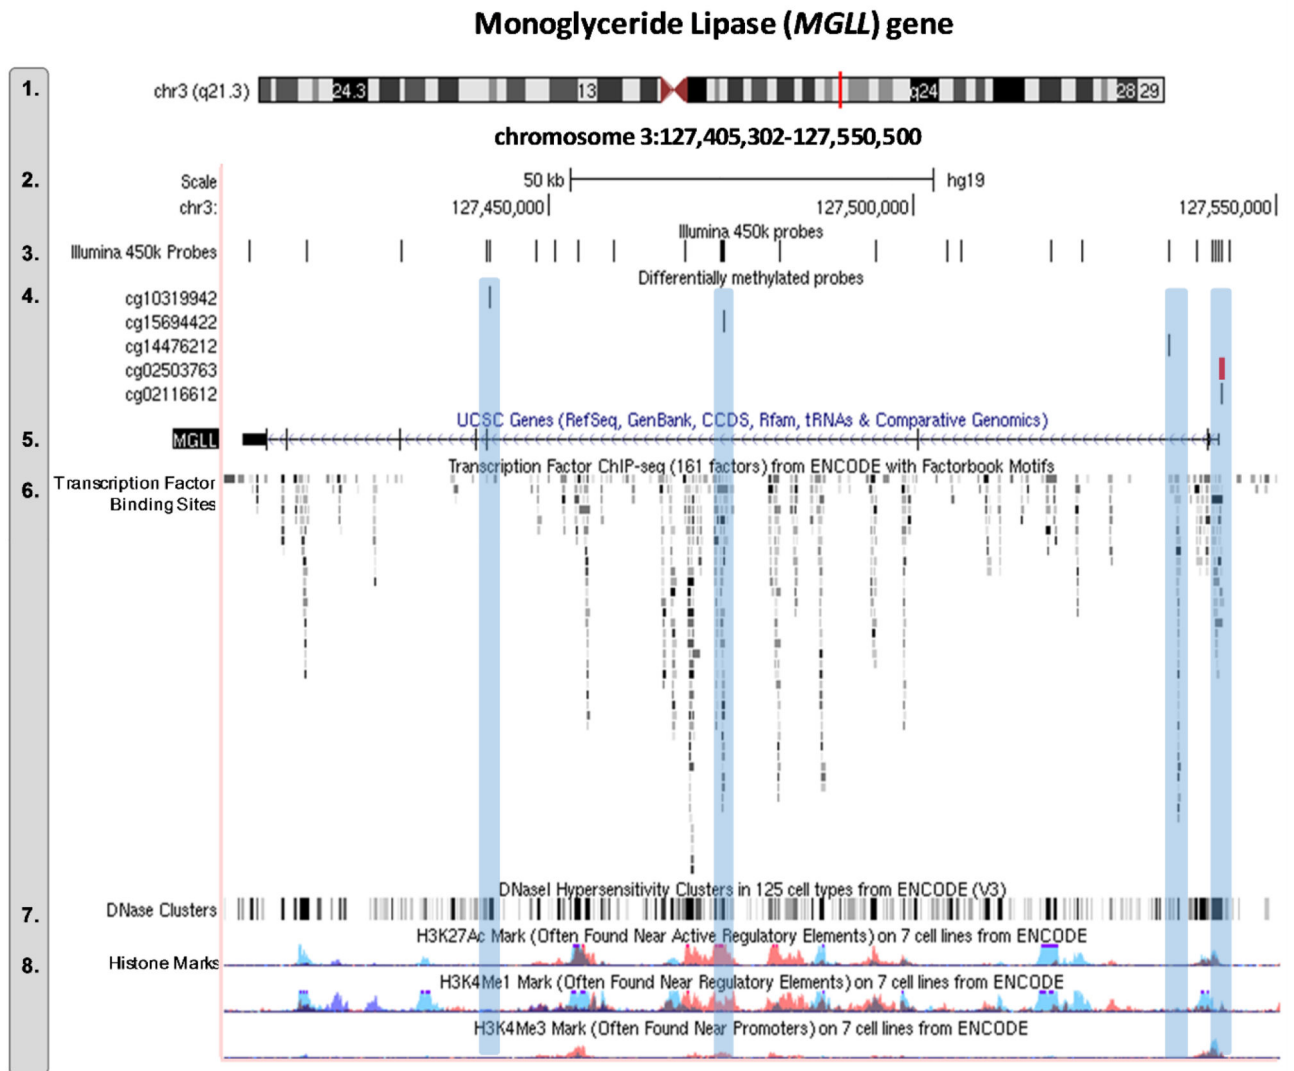 Monoglyceride Lipase (MGLL) gene
1. chr3 (q21.3) 24.3 13 q24 28 29
chromosome 3:127,405,302-127,550,500
2. Scale 50 kb hg19
chr3: 127,450,000 127,500,000 127,550,000
Illumina 450k probes
3. Illumina 450k Probes
Differentially methylated probes
4. cg10319942
cg15694422
cg14476212
cg02503763
cg02116612
UCSC Genes (RefSeq, GenBank, CCDS, Rfam, tRNAs & Comparative Genomics)
5. MGLL
Transcription Factor ChIP-seq (161 factors) from ENCODE with Factorbook Motifs
6. Transcription Factor
Binding Sites
DNaseI Hypersensitivity Clusters in 125 cell types from ENCODE (V3)
7. DNase Clusters
H3K27Ac Mark (Often Found Near Active Regulatory Elements) on 7 cell lines from ENCODE
8. Histone Marks
H3K4Me1 Mark (Often Found Near Regulatory Elements) on 7 cell lines from ENCODE
H3K4Me3 Mark (Often Found Near Promoters) on 7 cell lines from ENCODE